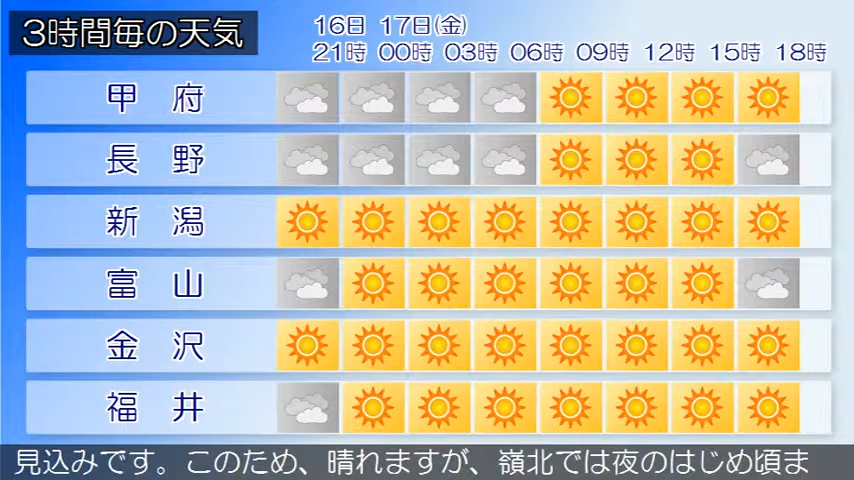 3時間毎の天気
16日 17日(金)
21時 00時 03時 06時 09時 12時 15時 18時
甲府
長野
新潟
富山
金沢
福井
見込みです。このため、晴れますが、嶺北では夜のはじめ頃ま